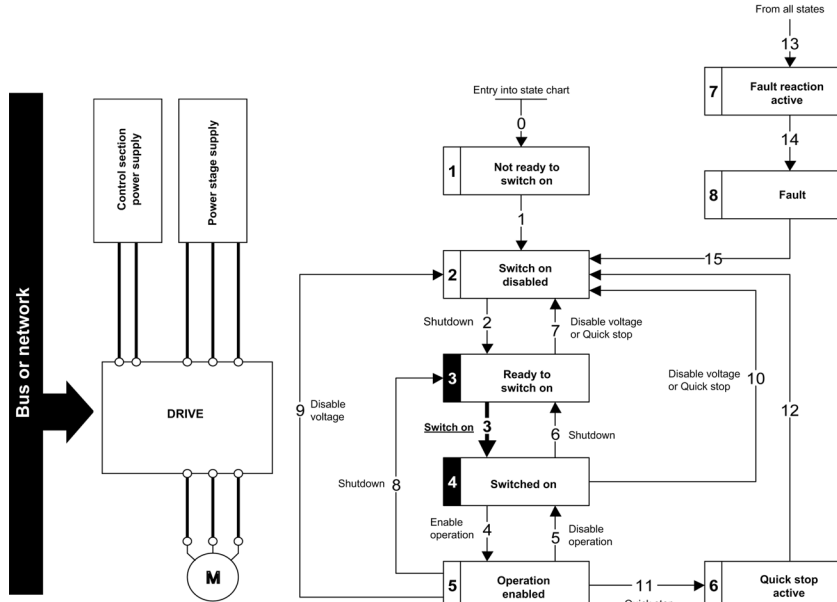 From all states
13
7
Fault reaction
active
14
8
Fault
15
Entry into state chart
0
1
Not ready to
switch on
1
2
Switch on
disabled
Shutdown
2
7
Disable voltage
or Quick stop
3
Ready to
switch on
Switch on
3
6
Shutdown
4
Switched on
Enable
operation
4
5
Disable
operation
5
Operation
enabled
11
6
Quick stop
active
Disable voltage
or Quick stop
10
12
9
Disable
voltage
Shutdown
8
Bus or network
Control section
power supply
Power stage supply
DRIVE
M